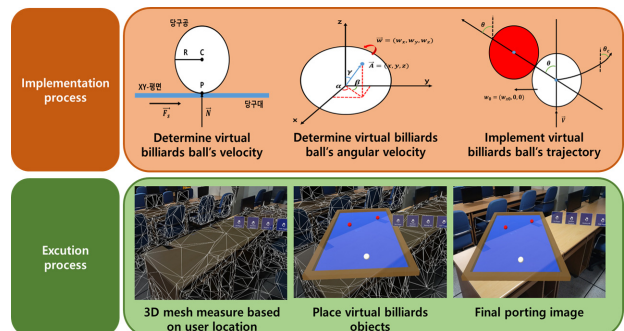 Implementation process
당구공
R
C
P
XY-평면
당구대
Determine virtual billiards ball's velocity
z
y
x
α
β
Determine virtual billiards ball's angular velocity
θ
Implement virtual billiards ball's trajectory
Excution process
3D mesh measure based on user location
Place virtual billiards objects
Final porting image